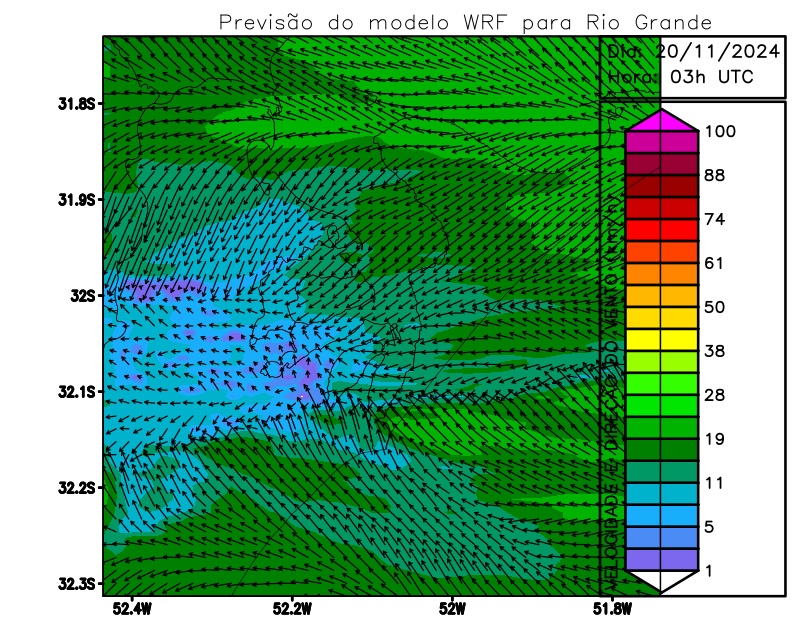 Previsão do modelo WRF para Rio Grande
Dia: 20/11/2024
Hora: 03h UTC
31.8S
31.9S
32S
32.1S
32.2S
32.3S
52.4W
52.2W
52W
51.8W
VELOCIDADE E DIREÇÃO DO VENTO (km/h)
100
88
74
61
50
38
28
19
11
5
1